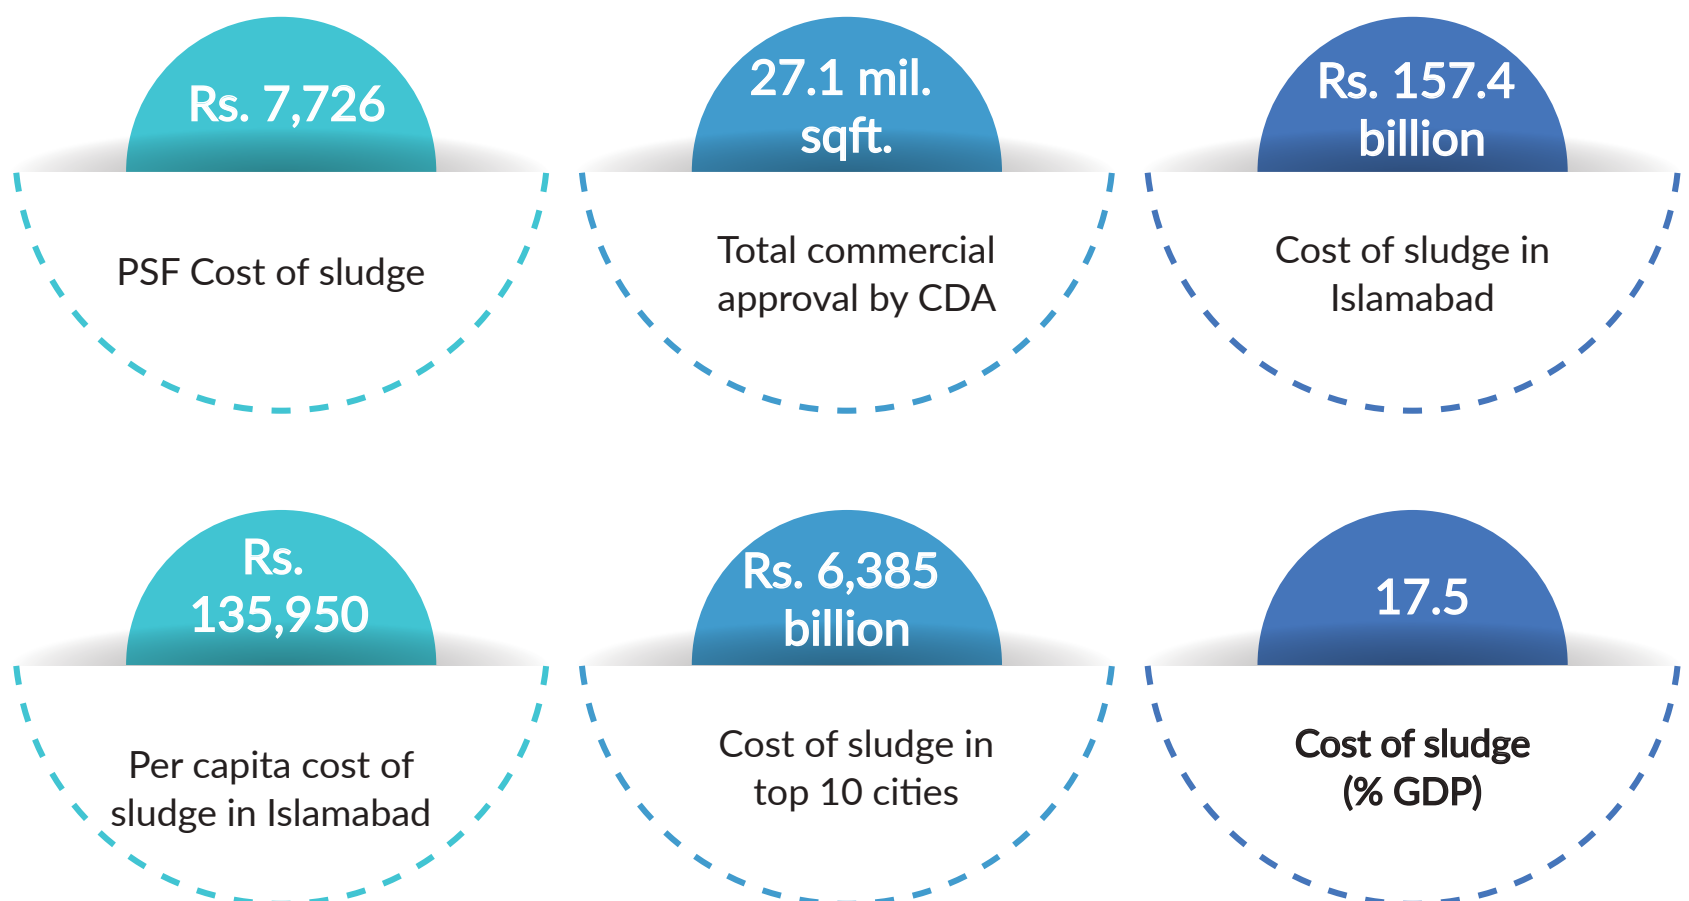 Rs. 7,726
PSF Cost of sludge
27.1 mil.
sqft.
Total commercial
approval by CDA
Rs. 157.4
billion
Cost of sludge in
Islamabad
Rs.
135,950
Per capita cost of
sludge in Islamabad
Rs. 6,385
billion
Cost of sludge in
top 10 cities
17.5
Cost of sludge
(% GDP)